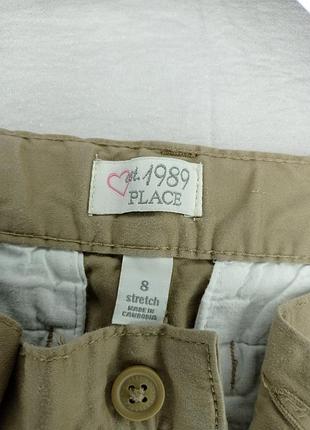 est. 1989
PLACE
8
stretch
MADE IN
CAMBODIA